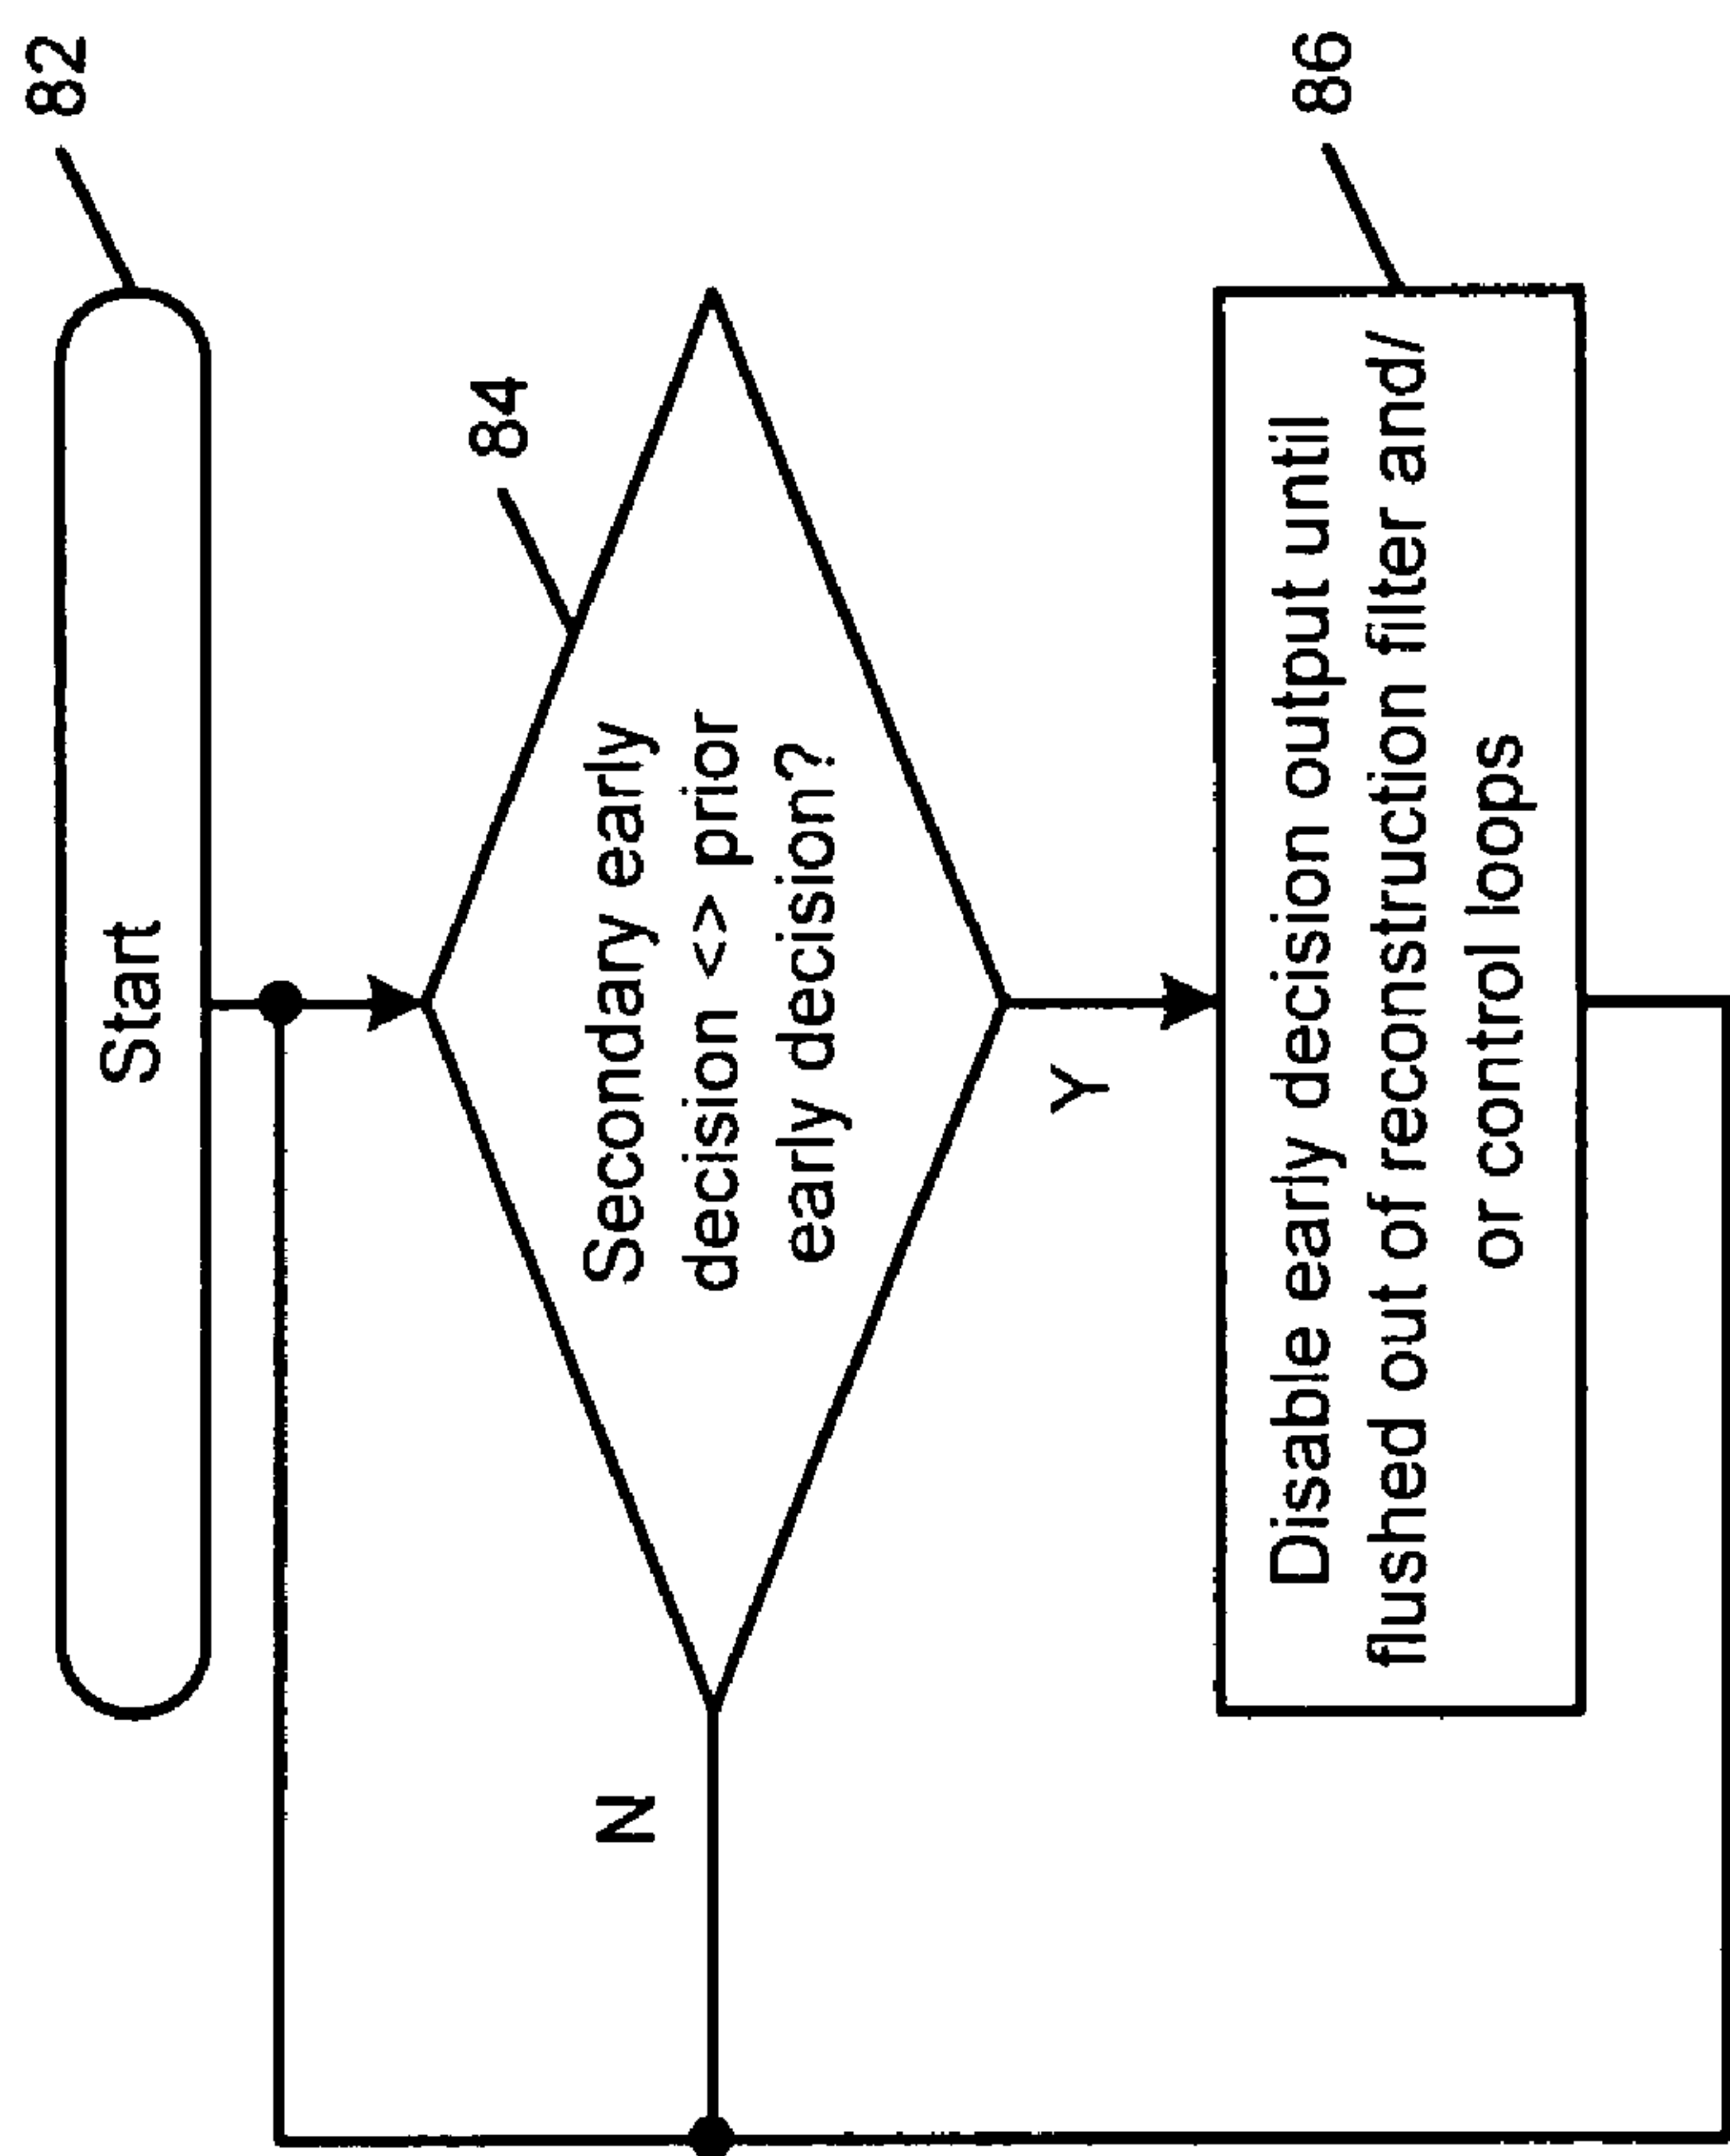 82
Start
84
Secondary early
decision <> prior
early decision?
N
Y
86
Disable early decision output until
flushed out of reconstruction filter and/
or control loops